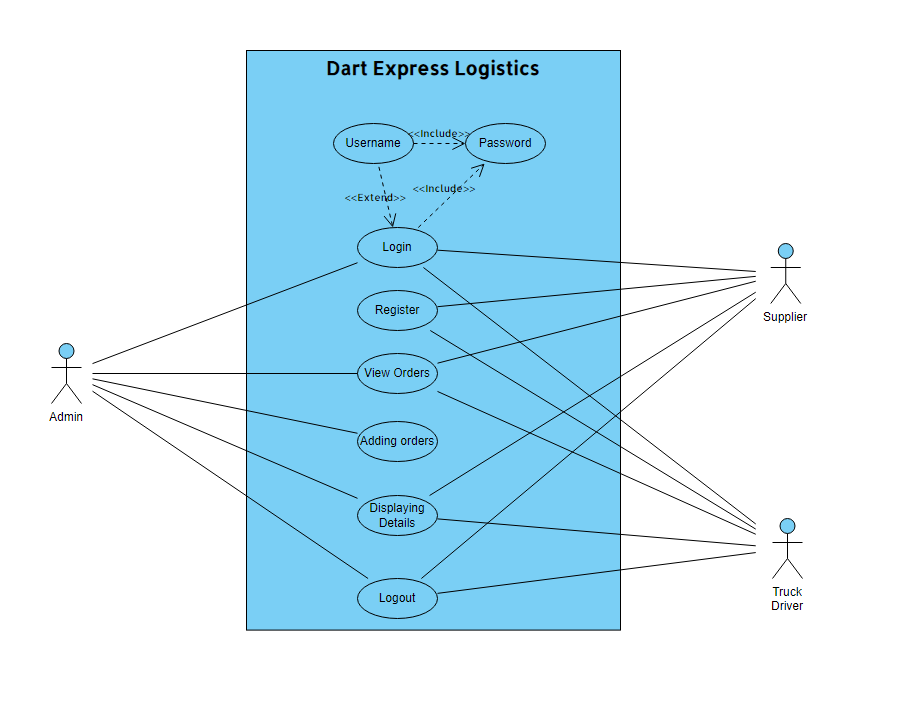 Dart Express Logistics
Username
<<Include>>
Password
<<Extend>>
<<Include>>
Login
Register
View Orders
Adding orders
Displaying
Details
Logout
Admin
Supplier
Truck
Driver